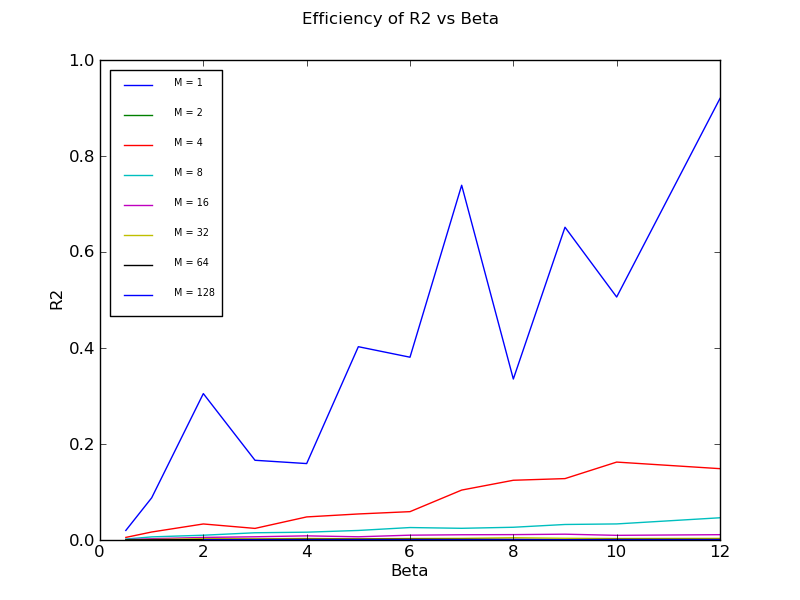 Efficiency of R2 vs Beta
1.0
0.8
0.6
0.4
0.2
0.0
R2
M = 1
M = 2
M = 4
M = 8
M = 16
M = 32
M = 64
M = 128
0 2 4 6 8 10 12
Beta